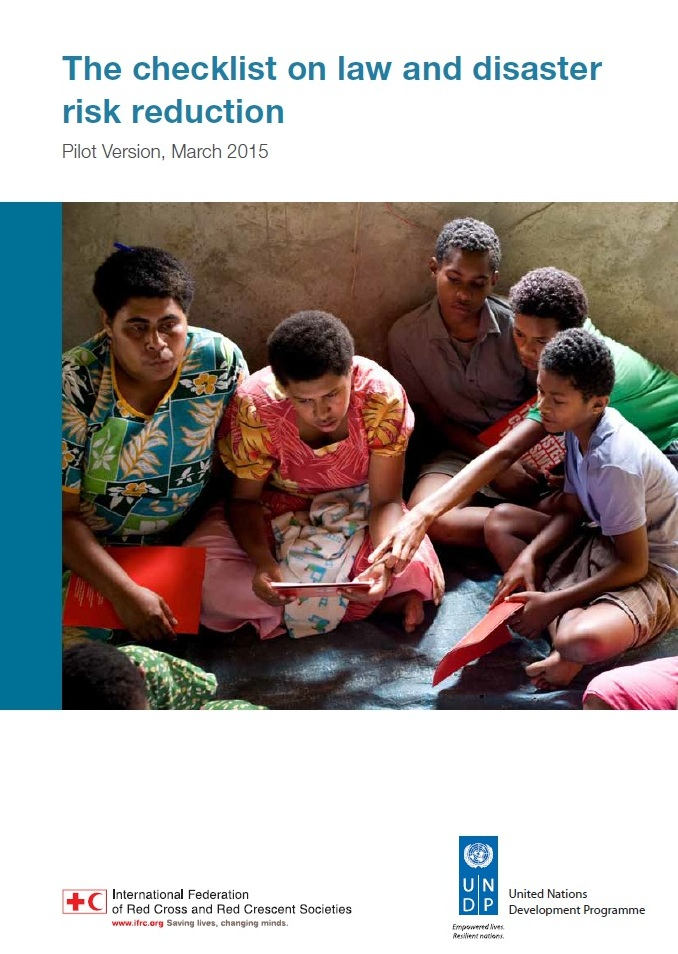 The checklist on law and disaster
risk reduction
Pilot Version, March 2015
International Federation
of Red Cross and Red Crescent Societies
www.ifrc.org Saving lives, changing minds.
U N
D P
United Nations
Development Programme
Empowered lives.
Resilient nations.